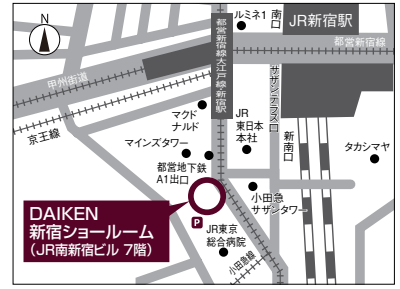 N
ルミネ1
南口
JR新宿駅
都営新宿線
都営新宿線大江戸線新宿駅
甲州街道
京王線
サザンテラス口
新南口
マクド
ナルド
マインズタワー
都営地下鉄
A1出口
JR
東日本
本社
タカシマヤ
小田急
サザンタワー
P
DAIKEN
新宿ショールーム
(JR南新宿ビル 7階)
JR東京
総合病院
小田急線